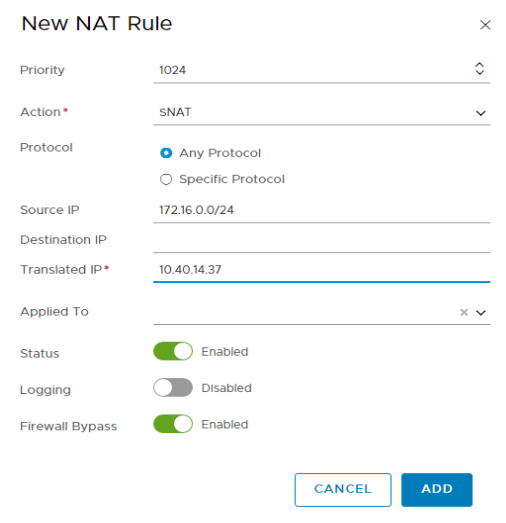 New NAT Rule
Priority 1024
Action* SNAT
Protocol Any Protocol
Specific Protocol
Source IP 172.16.0.0/24
Destination IP
Translated IP* 10.40.14.37
Applied To
Status Enabled
Logging Disabled
Firewall Bypass Enabled
CANCEL ADD